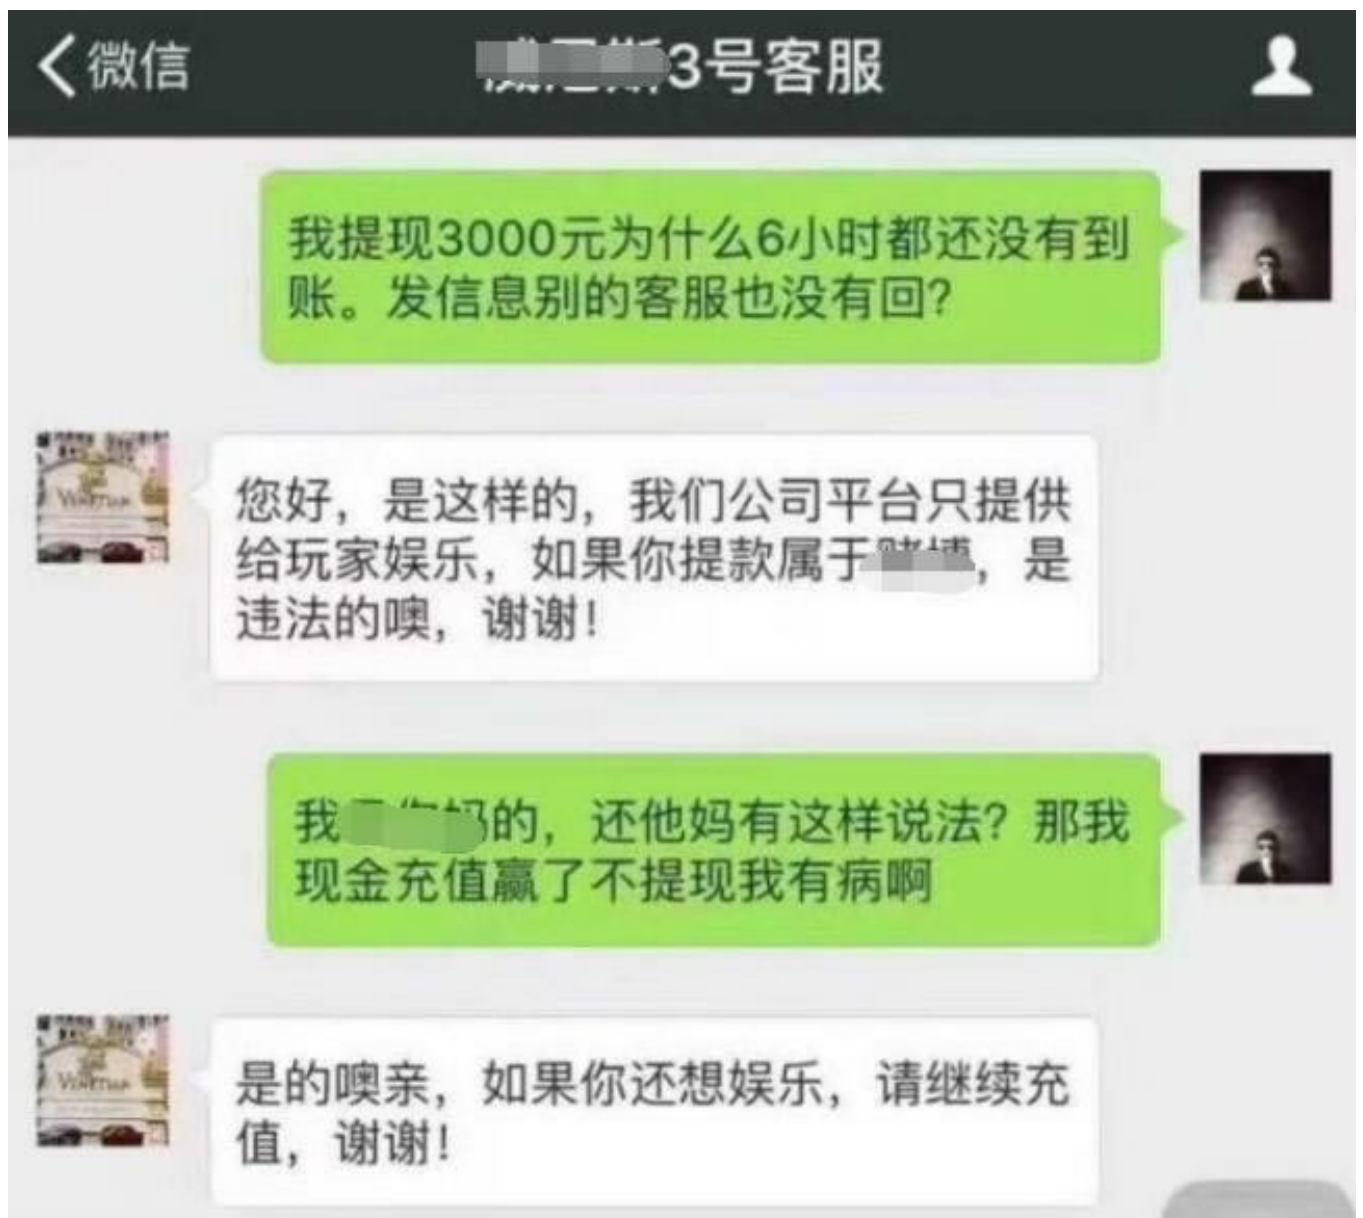 微信
3号客服
我提现3000元为什么6小时都还没有到
账。发信息别的客服也没有回?
您好，是这样的，我们公司平台只提供
给玩家娱乐，如果你提款属于，是
违法的噢，谢谢!
我妈的，还他妈有这样说法? 那我
现金充值赢了不提现我有病啊
是的噢亲，如果你还想娱乐，请继续充
值，谢谢!